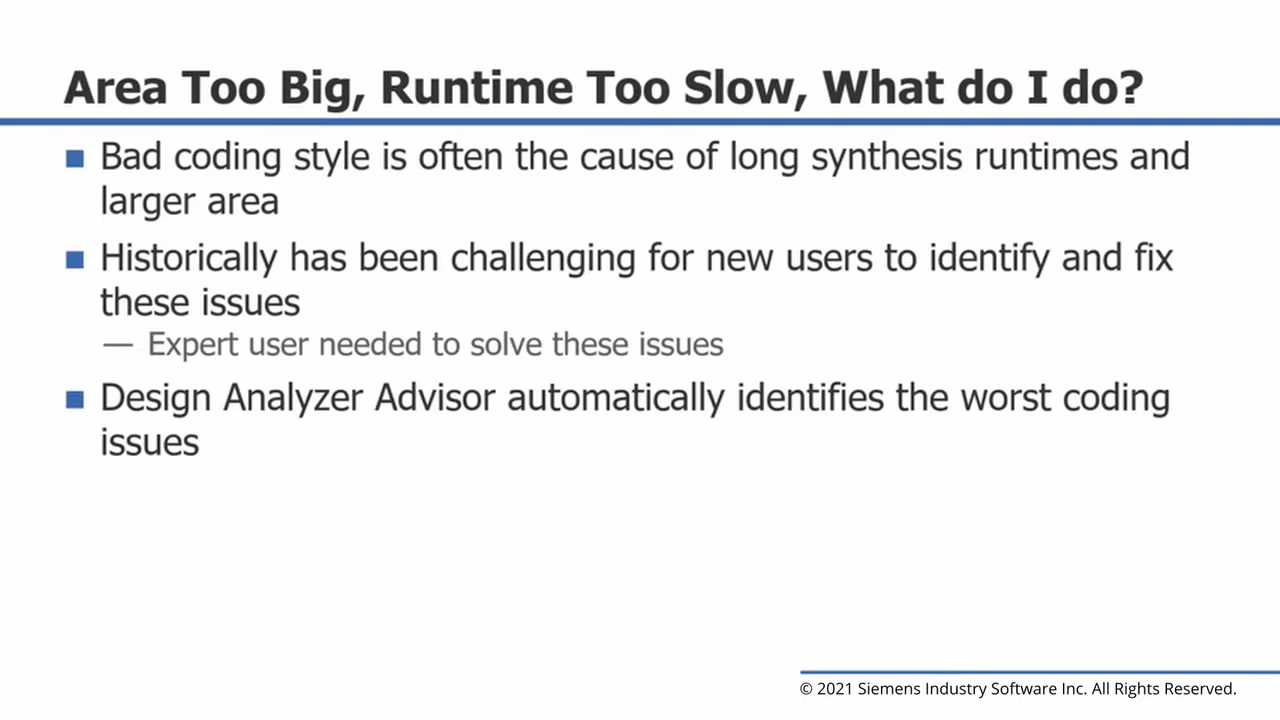 Area Too Big, Runtime Too Slow, What do I do?
Bad coding style is often the cause of long synthesis runtimes and
larger area
Historically has been challenging for new users to identify and fix
these issues
— Expert user needed to solve these issues
Design Analyzer Advisor automatically identifies the worst coding
issues
© 2021 Siemens Industry Software Inc. All Rights Reserved.